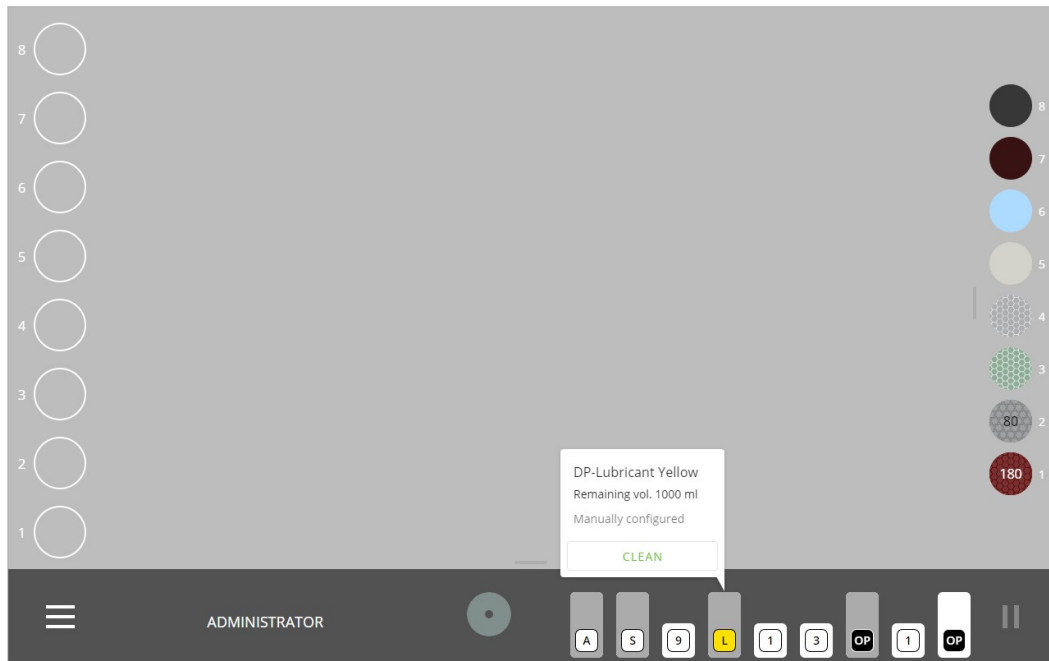 8
7
6
5
4
3
2
1
8
7
6
5
4
3
80 2
180 1
DP-Lubricant Yellow
Remaining vol. 1000 ml
Manually configured
CLEAN
ADMINISTRATOR
A S 9 L 1 3 OP 1 OP